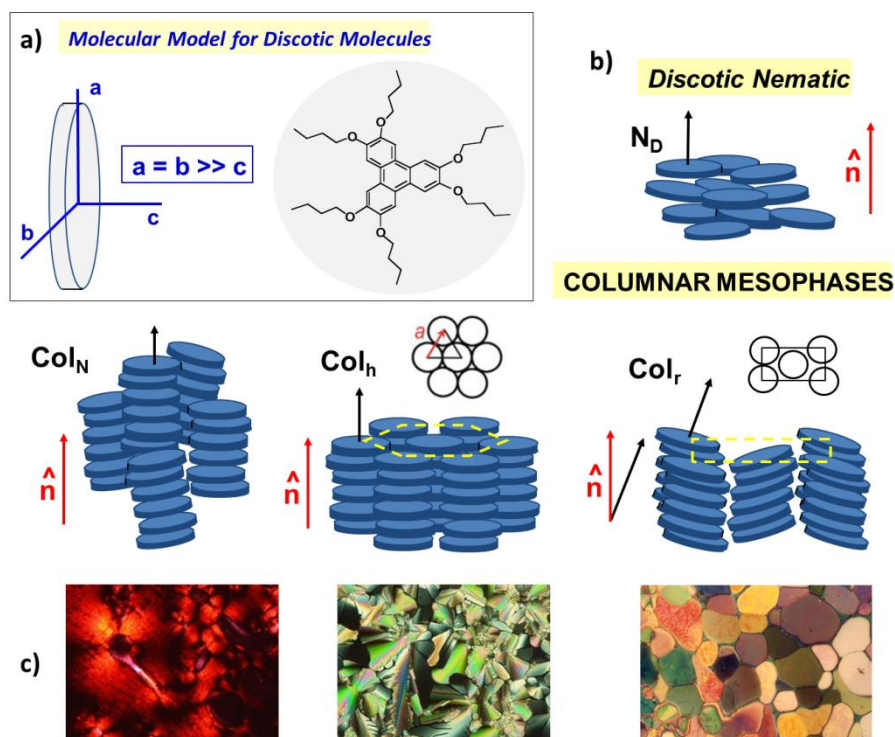 a)
Molecular Model for Discotic Molecules
a
a = b >> c
b
c
O
O
O
O
O
O
b)
Discotic Nematic
N_D
n̂
COLUMNAR MESOPHASES
Col_N
n̂
Col_h
a
n̂
Col_r
n̂
c)